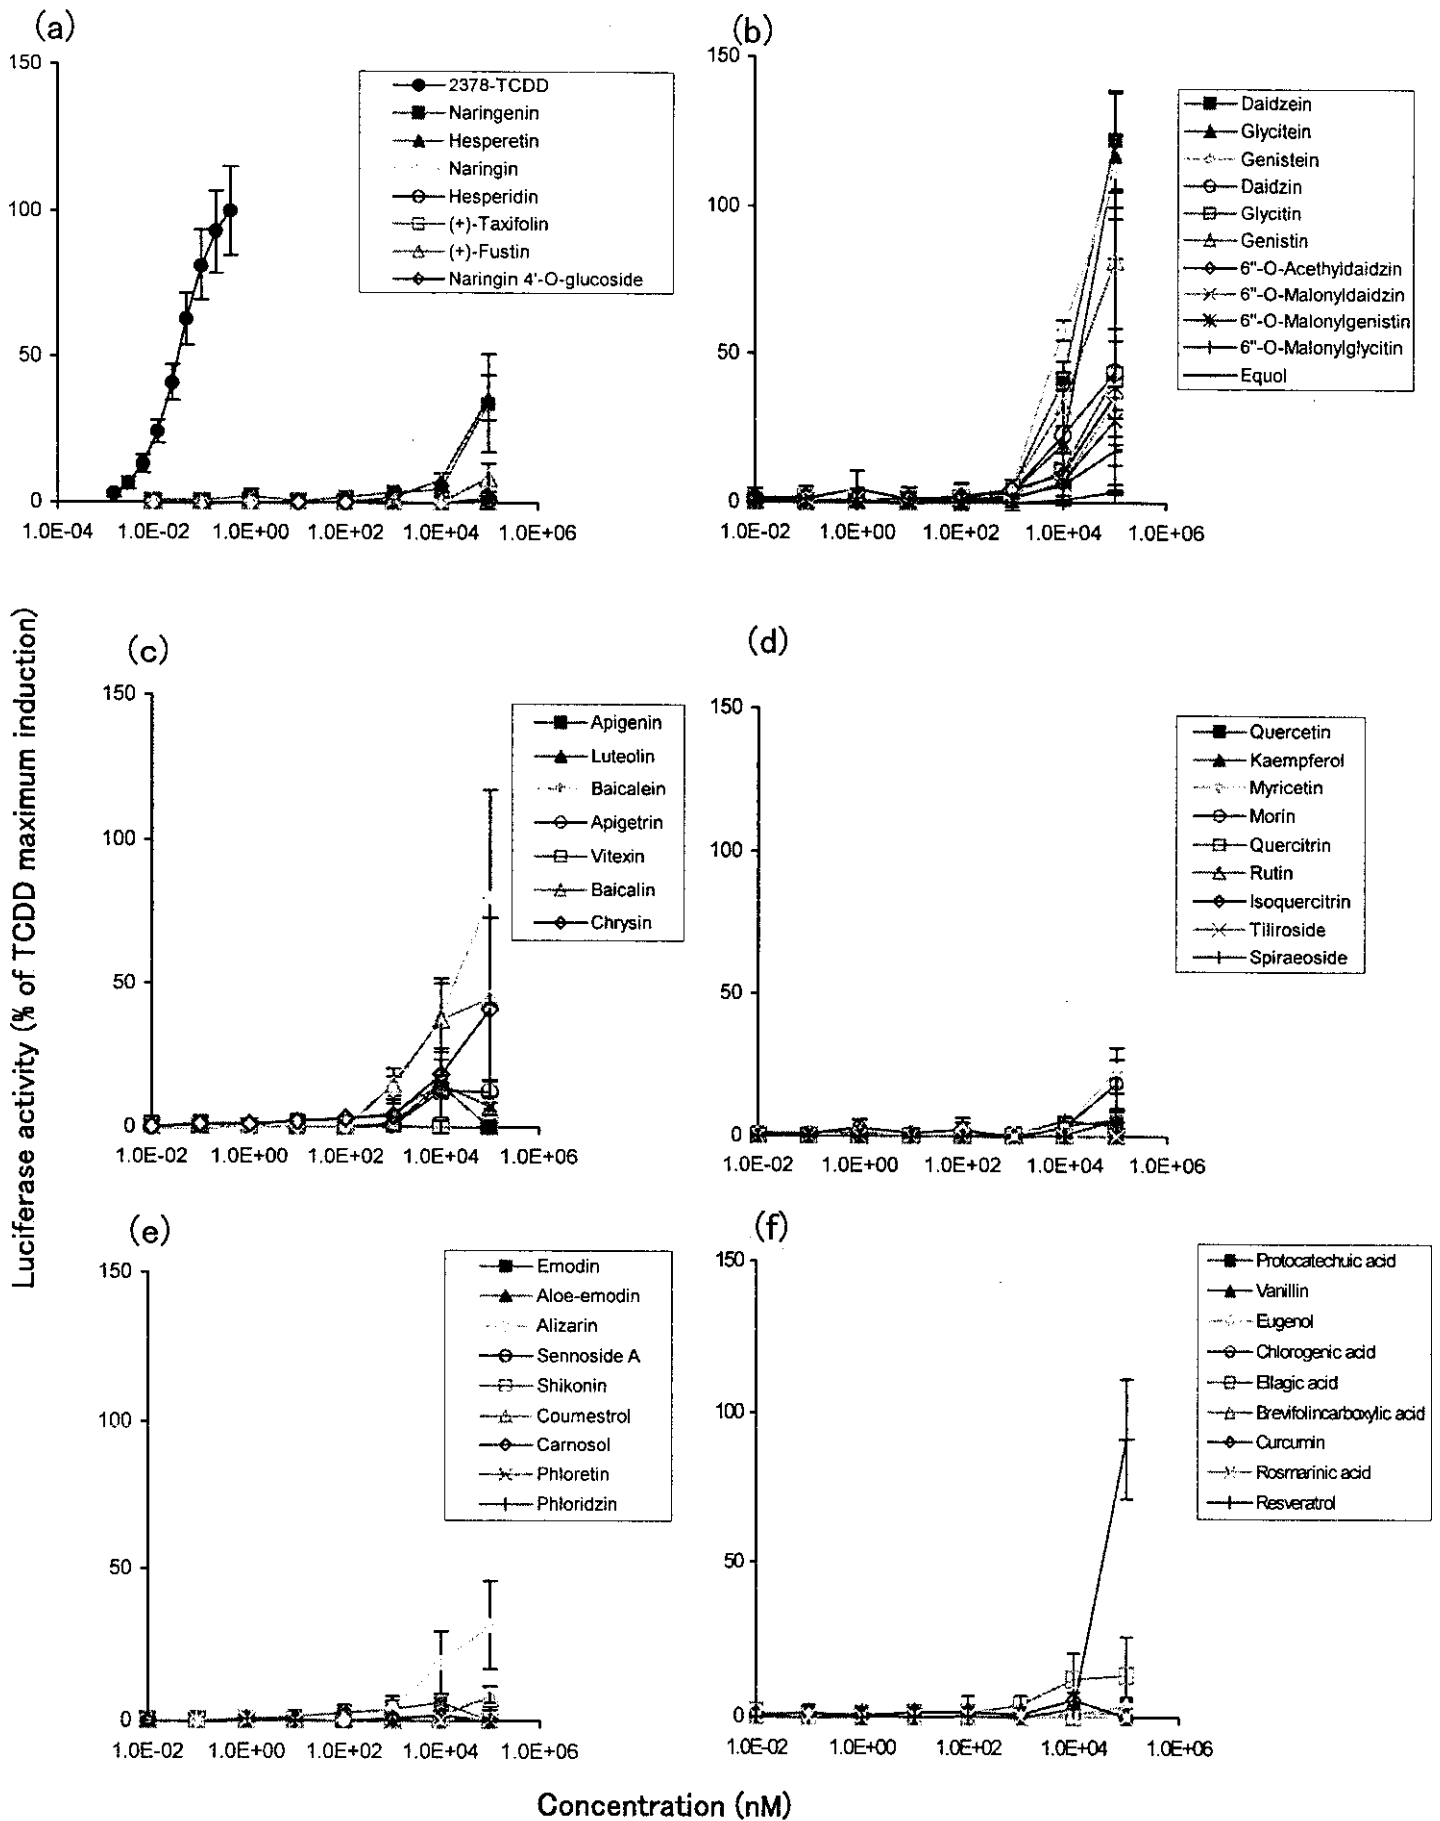 (a)
150
100
50
0
1.0E-04
1.0E-02
1.0E+00
1.0E+02
1.0E+04
1.0E+06
2378-TCDD
Naringenin
Hesperetin
Naringin
Hesperidin
(+)-Taxifolin
(+)-Fustin
Naringin 4'-O-glucoside
(b)
150
100
50
0
1.0E-02
1.0E+00
1.0E+02
1.0E+04
1.0E+06
Daidzein
Glycitein
Genistein
Daidzin
Glycitin
Genistin
6"-O-Acethyldaidzin
6"-O-Malonyldaidzin
6"-O-Malonylgenistin
6"-O-Malonylglycitin
Equol
Luciferase activity (% of TCDD maximum induction)
(c)
150
100
50
0
1.0E-02
1.0E+00
1.0E+02
1.0E+04
1.0E+06
Apigenin
Luteolin
Baicalein
Apigetrin
Vitexin
Baicalin
Chrysin
(d)
150
100
50
0
1.0E-02
1.0E+00
1.0E+02
1.0E+04
1.0E+06
Quercetin
Kaempferol
Myricetin
Morin
Quercitrin
Rutin
Isoquercitrin
Tiliroside
Spiraeoside
(e)
150
100
50
0
1.0E-02
1.0E+00
1.0E+02
1.0E+04
1.0E+06
Emodin
Aloe-emodin
Alizarin
Sennoside A
Shikonin
Coumestrol
Carnosol
Phloretin
Phloridzin
(f)
150
100
50
0
1.0E-02
1.0E+00
1.0E+02
1.0E+04
1.0E+06
Protocatechuic acid
Vanillin
Eugenol
Chlorogenic acid
Ellagic acid
Brevifolincarboxylic acid
Curcumin
Rosmarinic acid
Resveratrol
Concentration (nM)